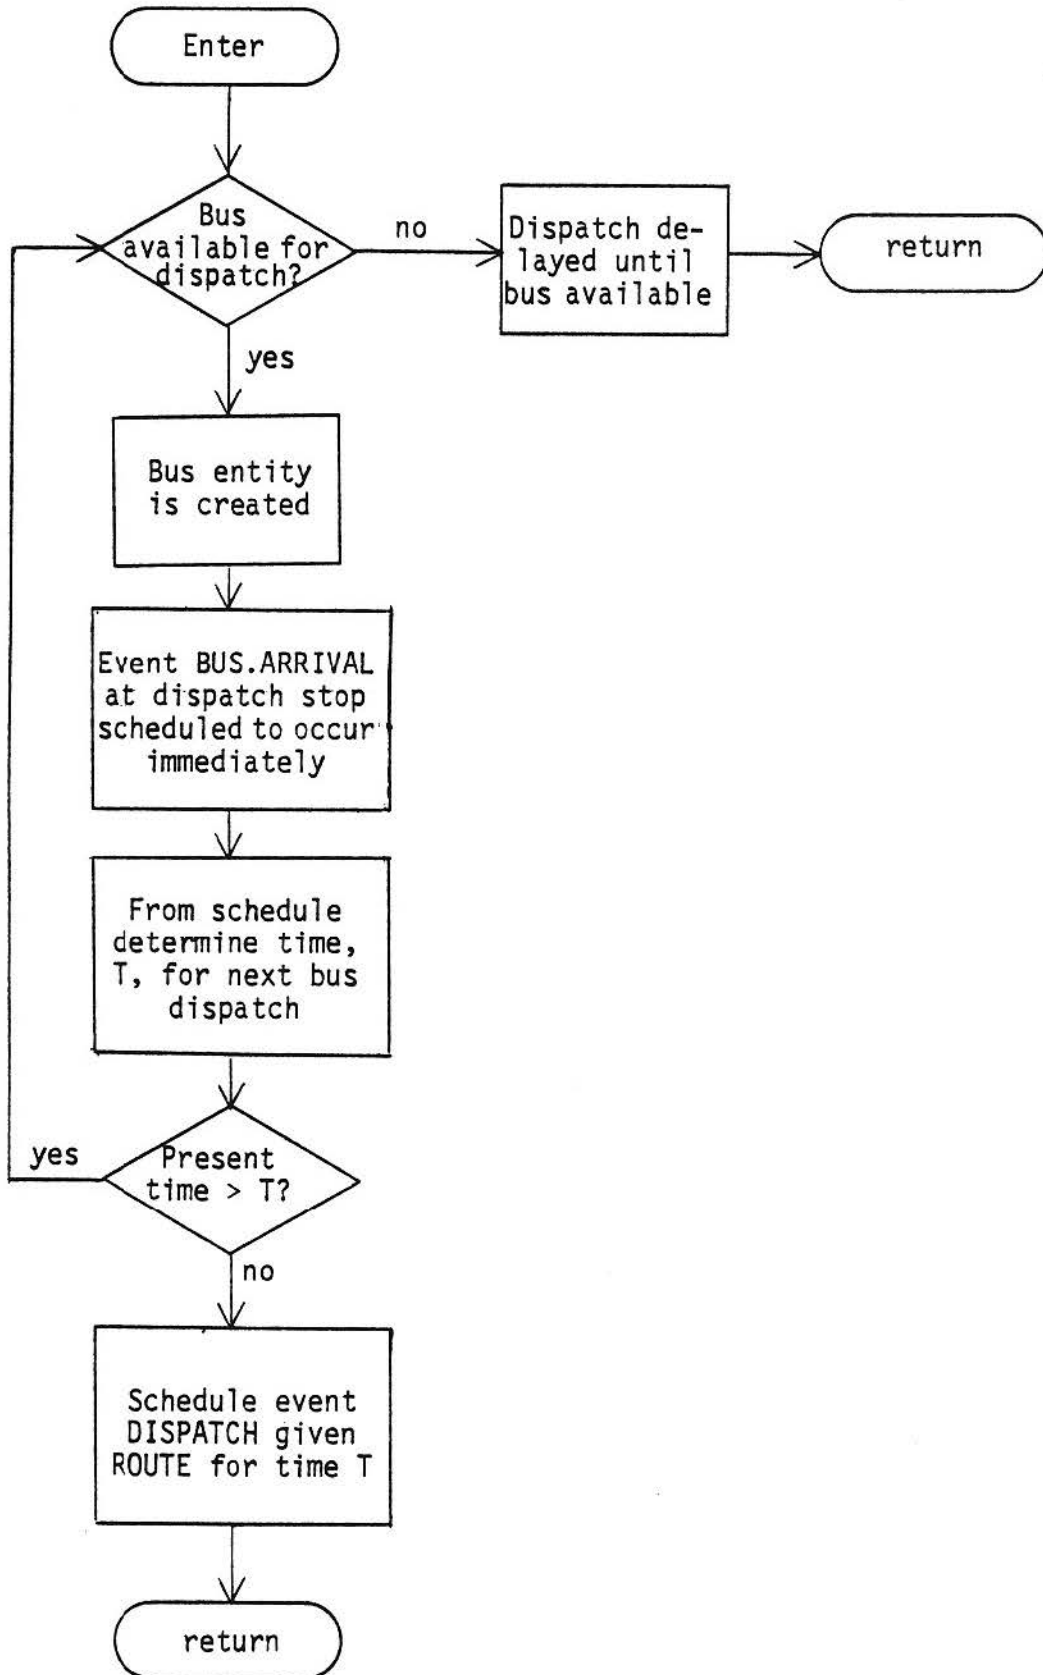 Enter
Bus
available for
dispatch?
no
Dispatch de-
layed until
bus available
return
yes
Bus entity
is created
Event BUS.ARRIVAL
at dispatch stop
scheduled to occur
immediately
From schedule
determine time,
T, for next bus
dispatch
yes
Present
time > T?
no
Schedule event
DISPATCH given
ROUTE for time T
return